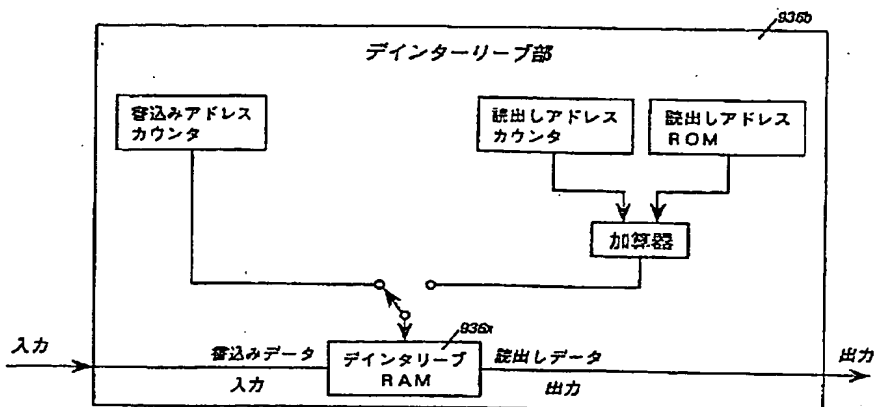 936b
デインターリーブ部
書込みアドレス
カウンタ
読出しアドレス
カウンタ
読出しアドレス
ROM
加算器
936x
入力
書込みデータ
入力
デインタリーブ
RAM
読出しデータ
出力
出力